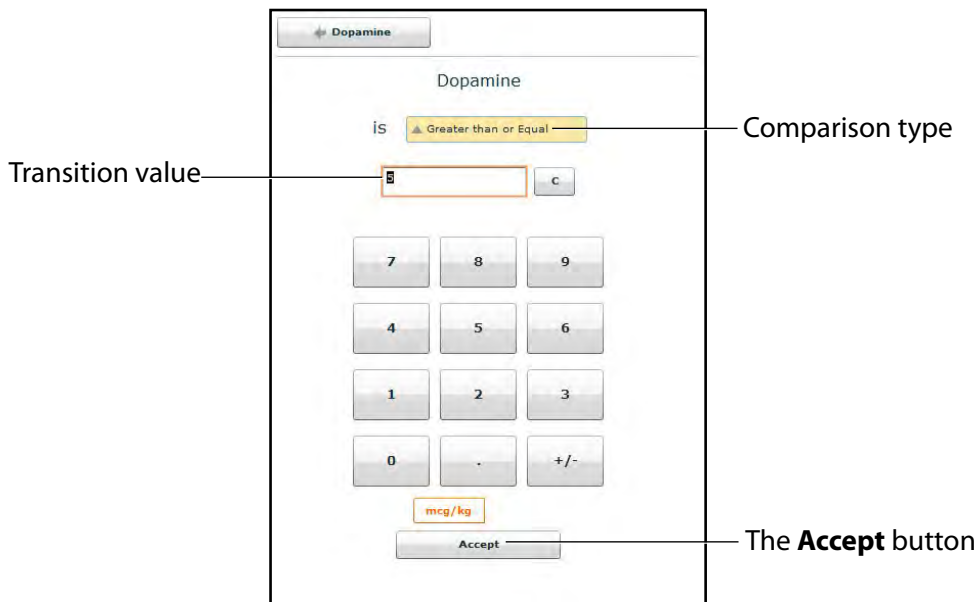 Dopamine
Dopamine
is Greater than or Equal
Comparison type
Transition value
5 C
7 8 9
4 5 6
1 2 3
0 . +/-
mcg/kg
Accept
The Accept button